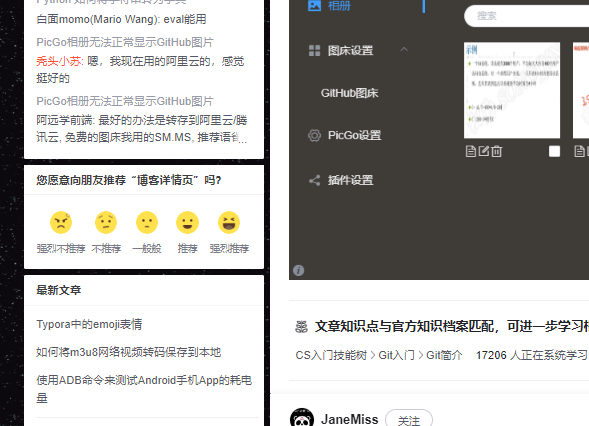 Python 如何将字符串转为字典
白面momo(Mario Wang): eval能用
PicGo相册无法正常显示GitHub图片
秃头小苏: 嗯，我现在用的阿里云的，感觉
挺好的
PicGo相册无法正常显示GitHub图片
阿远学前端: 最好的办法是转存到阿里云/腾
讯云, 免费的图床我用的SM.MS, 推荐语雀...
您愿意向朋友推荐“博客详情页”吗？
强烈不推荐 不推荐 一般般 推荐 强烈推荐
最新文章
Typora中的emoji表情
如何将m3u8网络视频转码保存到本地
使用ADB命令来测试Android手机App的耗电
量
相册
搜索
图床设置
GitHub图床
PicGo设置
插件设置
示例
文章知识点与官方知识档案匹配，可进一步学习
CS入门技能树 > Git入门 > Git简介 17206 人正在系统学习
JaneMiss 关注